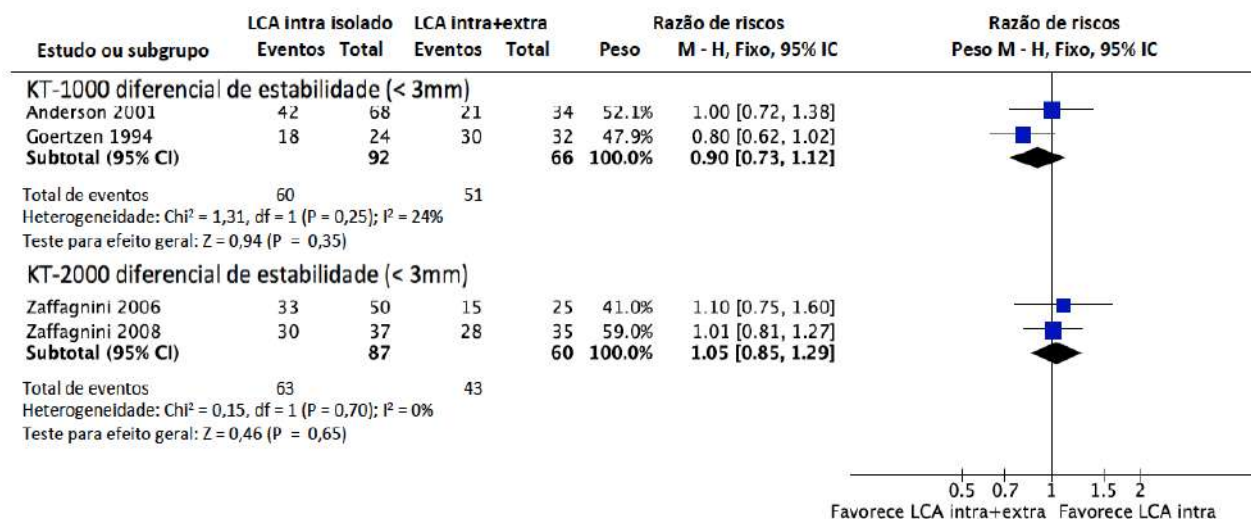 LCA intra isolado LCA intra+extra Razão de riscos Razão de riscos
Estudo ou subgrupo Eventos Total Eventos Total Peso M - H, Fixo, 95% IC Peso M - H, Fixo, 95% IC
KT-1000 diferencial de estabilidade (< 3mm)
Anderson 2001 42 68 21 34 52.1% 1.00 [0.72, 1.38]
Goertzen 1994 18 24 30 32 47.9% 0.80 [0.62, 1.02]
Subtotal (95% CI) 92 66 100.0% 0.90 [0.73, 1.12]
Total de eventos 60 51
Heterogeneidade: Chi² = 1,31, df = 1 (P = 0,25); I² = 24%
Teste para efeito geral: Z = 0,94 (P = 0,35)
KT-2000 diferencial de estabilidade (< 3mm)
Zaffagnini 2006 33 50 15 25 41.0% 1.10 [0.75, 1.60]
Zaffagnini 2008 30 37 28 35 59.0% 1.01 [0.81, 1.27]
Subtotal (95% CI) 87 60 100.0% 1.05 [0.85, 1.29]
Total de eventos 63 43
Heterogeneidade: Chi² = 0,15, df = 1 (P = 0,70); I² = 0%
Teste para efeito geral: Z = 0,46 (P = 0,65)
0.5 0.7 1 1.5 2
Favorece LCA intra+extra Favorece LCA intra